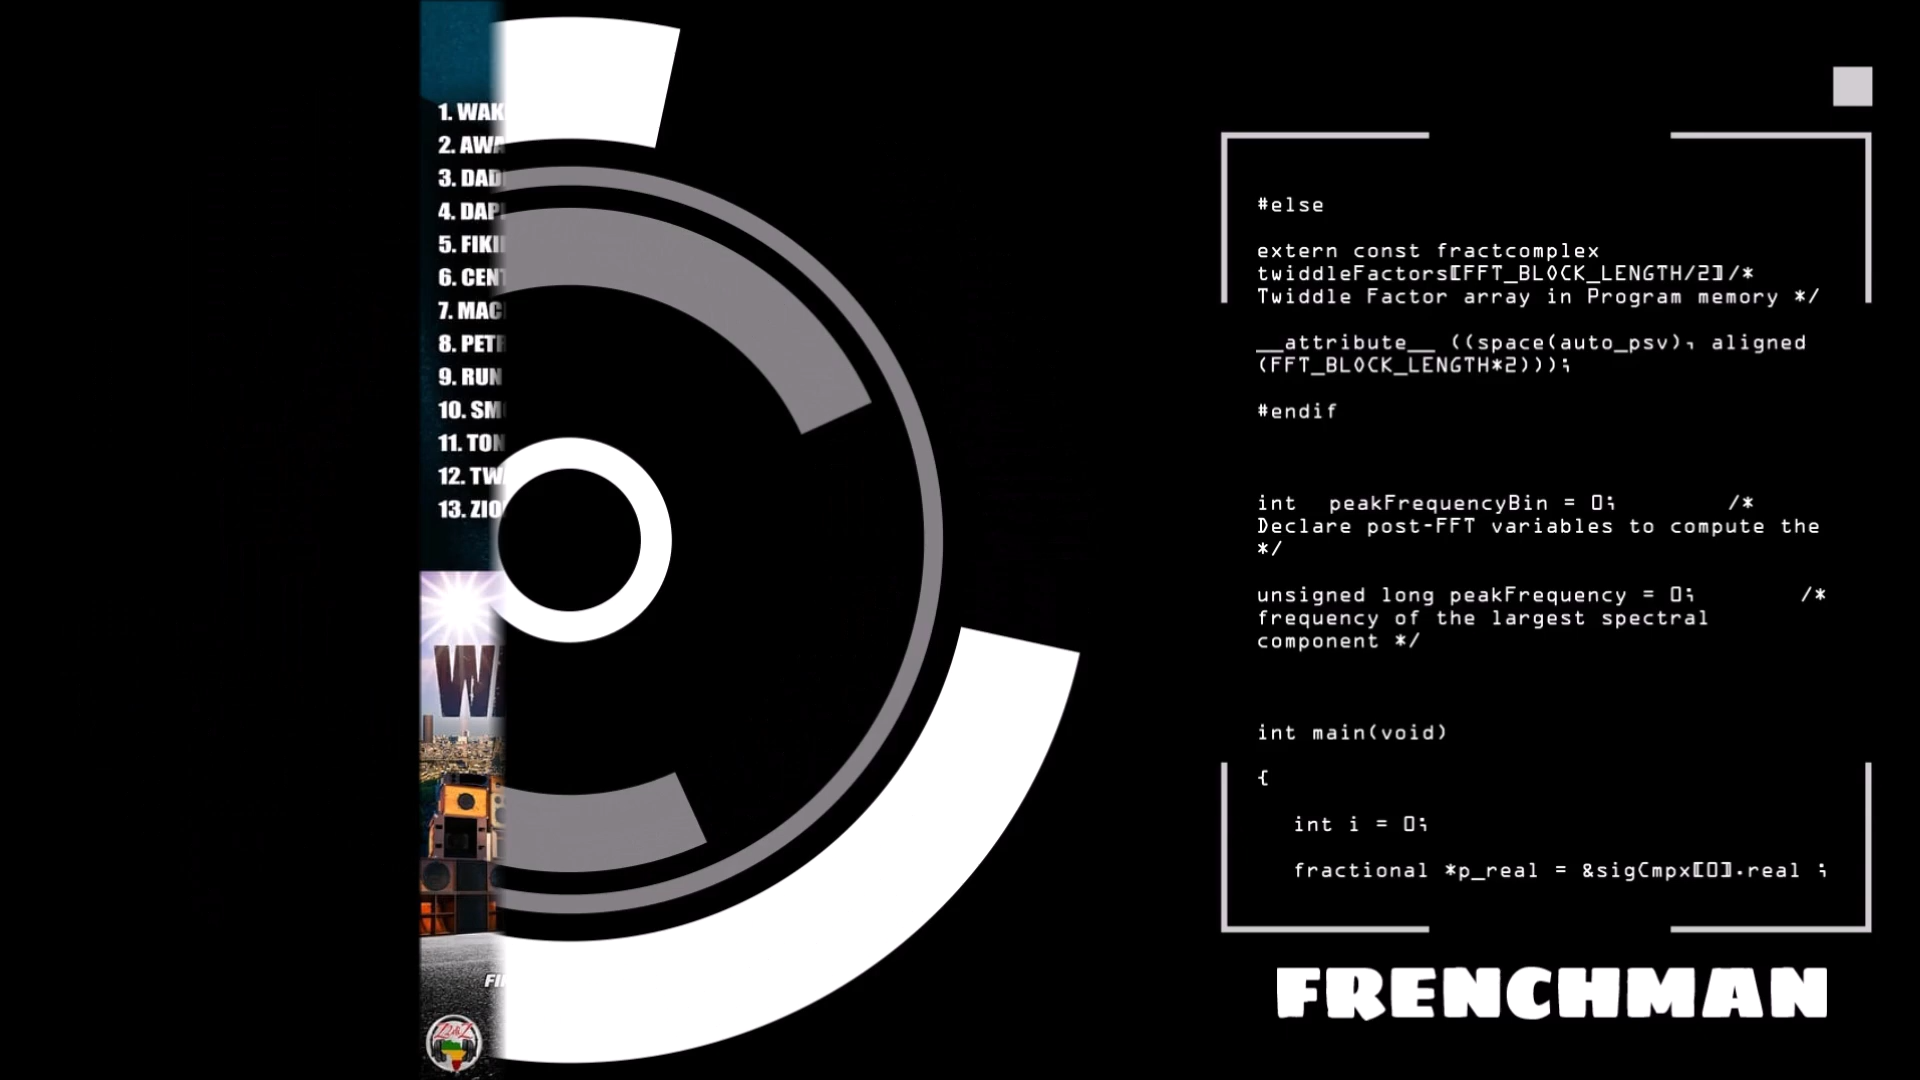 1. WAK
2. AWA
3. DAD
4. DAP
5. FIKI
6. CENT
7. MAC
8. PETR
9. RUN
10. SM
11. TON
12. TW
13. ZIO
W
FI
#else
extern const fractcomplex
twiddleFactors[FFT_BLOCK_LENGTH/2]/*
Twiddle Factor array in Program memory */
__attribute__ ((space(auto_psv), aligned
(FFT_BLOCK_LENGTH*2)));
#endif
int peakFrequencyBin = 0; /*
Declare post-FFT variables to compute the
*/
unsigned long peakFrequency = 0; /*
frequency of the largest spectral
component */
int main(void)
{
int i = 0;
fractional *p_real = &sigCmpx[0].real ;
FRENCHMAN